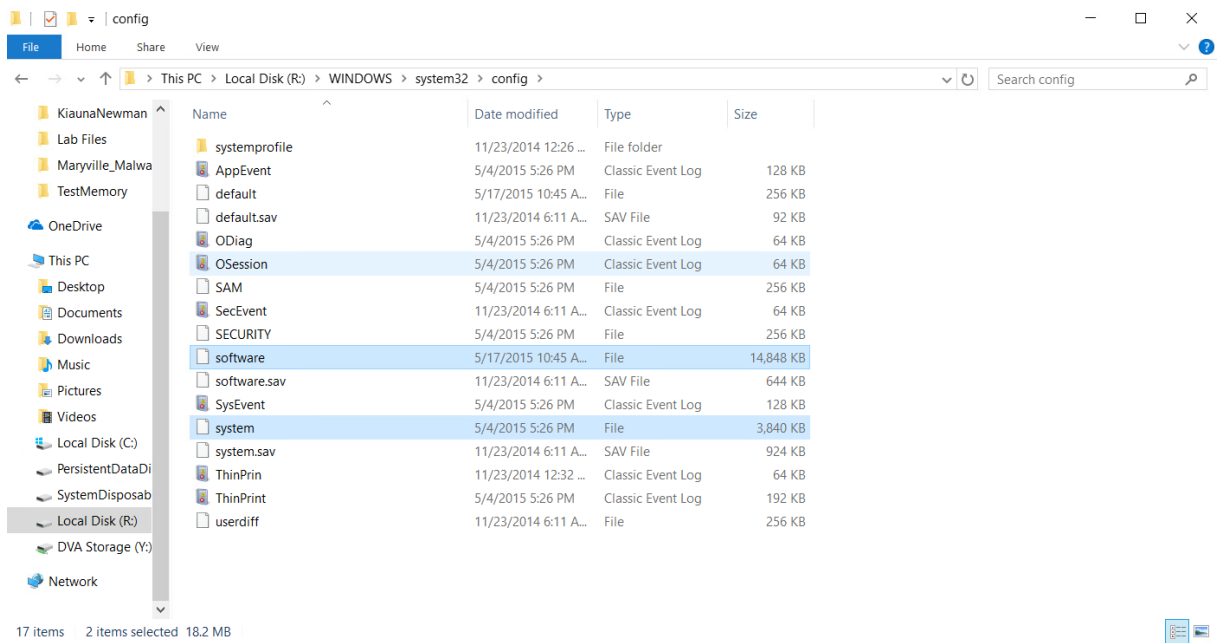 config
File Home Share View
This PC Local Disk (R:) WINDOWS system32 config
Search config
KiaunaNewman
Lab Files
Maryville_Malwa
TestMemory
OneDrive
This PC
Desktop
Documents
Downloads
Music
Pictures
Videos
Local Disk (C:)
PersistentDataDi
SystemDisposab
Local Disk (R:)
DVA Storage (Y:)
Network
Name Date modified Type Size
systemprofile 11/23/2014 12:26 ... File folder
AppEvent 5/4/2015 5:26 PM Classic Event Log 128 KB
default 5/17/2015 10:45 A... File 256 KB
default.sav 11/23/2014 6:11 A... SAV File 92 KB
ODiag 5/4/2015 5:26 PM Classic Event Log 64 KB
OSession 5/4/2015 5:26 PM Classic Event Log 64 KB
SAM 5/4/2015 5:26 PM File 256 KB
SecEvent 11/23/2014 6:11 A... Classic Event Log 64 KB
SECURITY 5/4/2015 5:26 PM File 256 KB
software 5/17/2015 10:45 A... File 14,848 KB
software.sav 11/23/2014 6:11 A... SAV File 644 KB
SysEvent 5/4/2015 5:26 PM Classic Event Log 128 KB
system 5/4/2015 5:26 PM File 3,840 KB
system.sav 11/23/2014 6:11 A... SAV File 924 KB
ThinPrin 11/23/2014 12:32 ... Classic Event Log 64 KB
ThinPrint 5/4/2015 5:26 PM Classic Event Log 192 KB
userdiff 11/23/2014 6:11 A... File 256 KB
17 items 2 items selected 18.2 MB